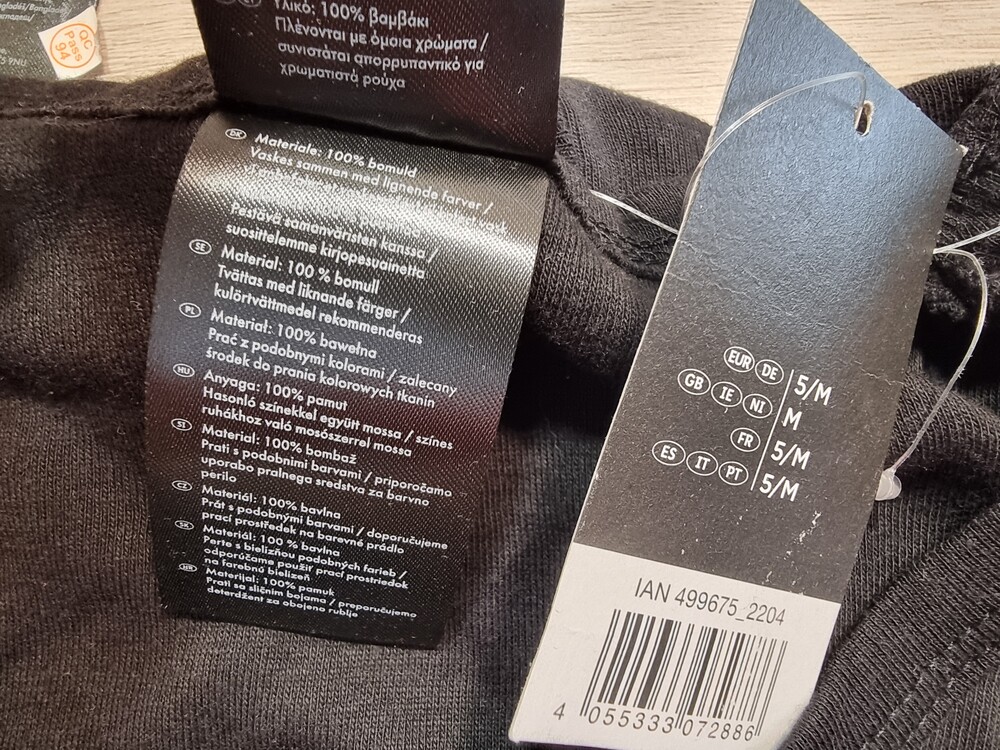 QC
Pass
94
Υλικό: 100% βαμβάκι
Πλένονται με όμοια χρώματα /
συνιστάται απορρυπαντικό για
χρωματιστά ρούχα
DK Materiale: 100% bomuld
Vaskes sammen med lignende farver /
Pestävä samanväristen kanssa /
suosittelemme kirjopesuainetta
SE Material: 100 % bomull
Tvättas med liknande färger /
kulörtvättmedel rekommenderas
PL Materiał: 100% bawełna
Prać z podobnymi kolorami / zalecany
środek do prania kolorowych tkanin
HU Anyaga: 100% pamut
Hasonló színekkel együtt mossa / színes
ruhákhoz való mosószerrel mossa
SI Material: 100% bombaž
Prati s podobnimi barvami / priporočamo
uporabo pralnega sredstva za barvno
perilo
CZ Materiál: 100% bavlna
Prát s podobnými barvami / doporučujeme
prací prostředek na barevné prádlo
SK Materiál: 100 % bavlna
Perte s bielizňou podobných farieb /
odporúčame použiť prací prostriedok
na farebnú bielizeň
HR Materijal: 100% pamuk
Prati sa sličnim bojama / preporučujemo
deterdžent za obojeno rublje
EUR DE 5/M
GB IE NI M
FR 5/M
ES IT PT 5/M
IAN 499675_2204
4 055333 072886